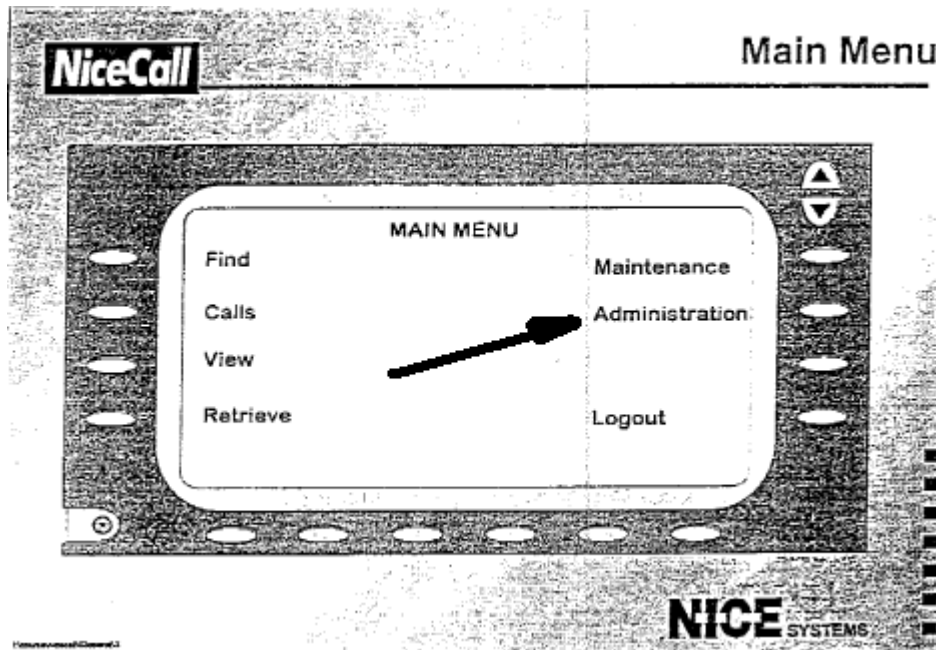 NiceCall
Main Menu
MAIN MENU
Find
Maintenance
Calls
Administration
View
Retrieve
Logout
NICE SYSTEMS